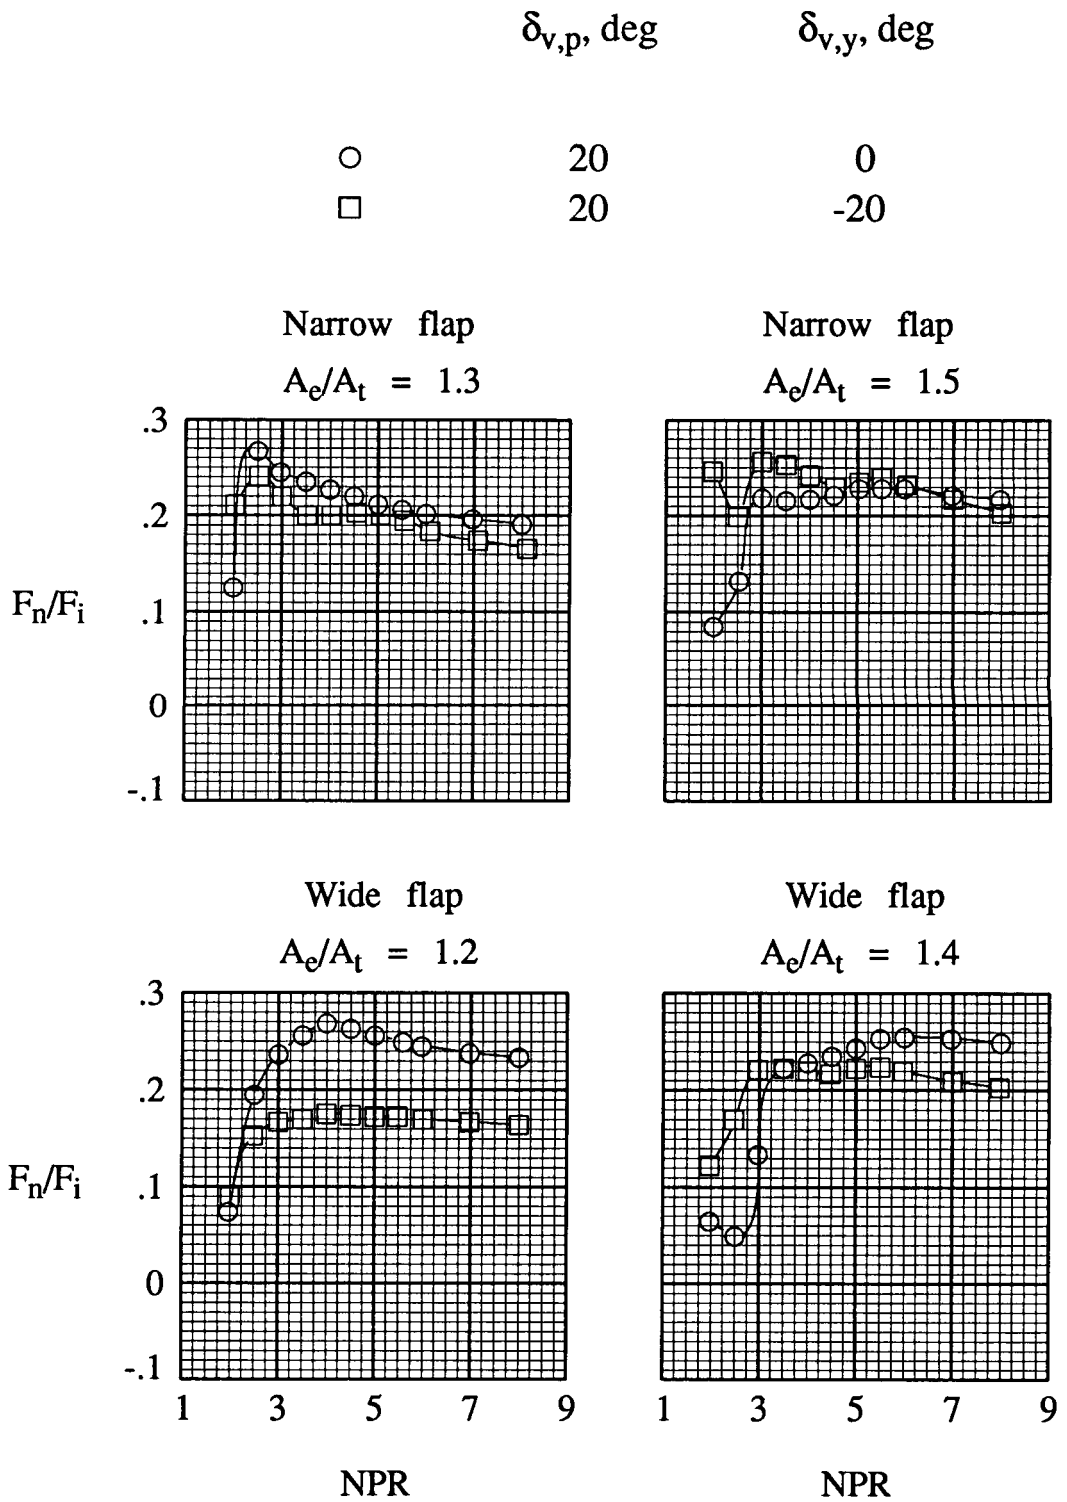 δv,p, deg δv,y, deg
20 0
20 -20
Narrow flap Narrow flap
Ae/At = 1.3 Ae/At = 1.5
.3
.2
Fn/Fi
.1
0
-.1
Wide flap Wide flap
Ae/At = 1.2 Ae/At = 1.4
.3
.2
Fn/Fi
.1
0
-.1
1 3 5 7 9 1 3 5 7 9
NPR NPR